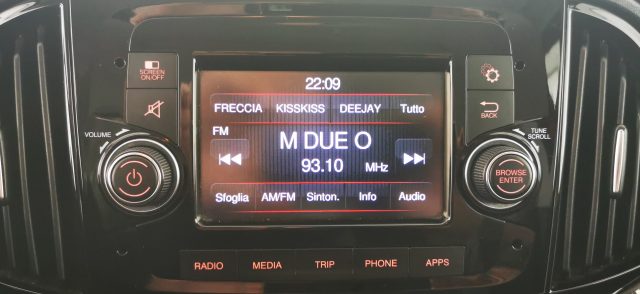 SCREEN
ON/OFF
22:09
FRECCIA KISSKISS DEEJAY Tutto
BACK
FM
M DUE O
VOLUME
TUNE
SCROLL
93.10 MHz
BROWSE
ENTER
Sfoglia AM/FM Sinton. Info Audio
RADIO MEDIA TRIP PHONE APPS